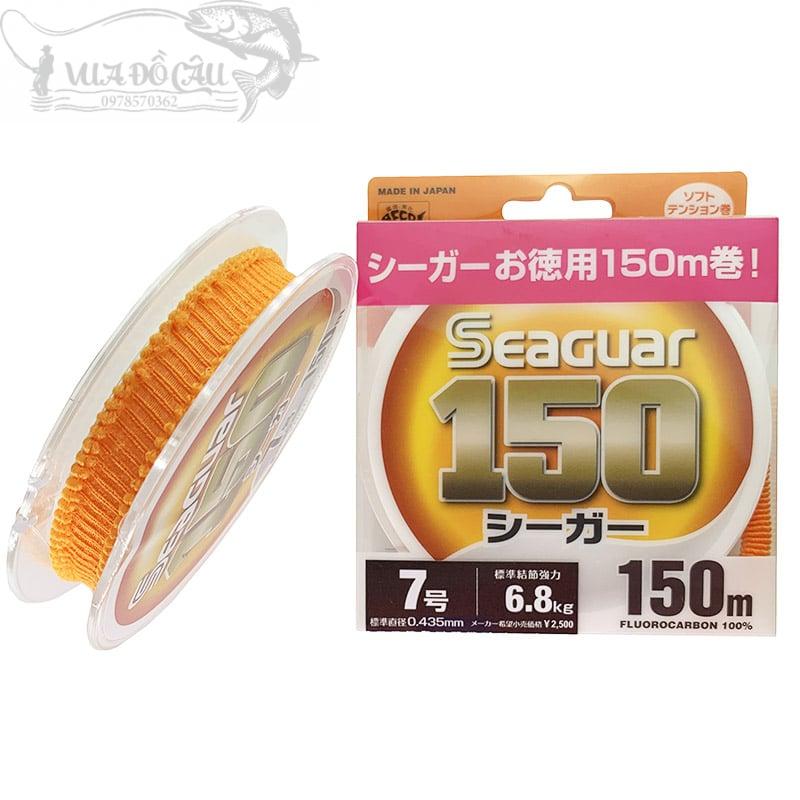 VUA ĐỒ CÂU
0978570362
MADE IN JAPAN
ソフト
テンション巻
シーガーお徳用150m巻!
Seaguar
150
シーガー
7号
標準直径0.435mm
標準結節強力
6.8kg
メーカー希望小売価格¥2,500
150m
FLUOROCARBON 100%
Seaguar
150